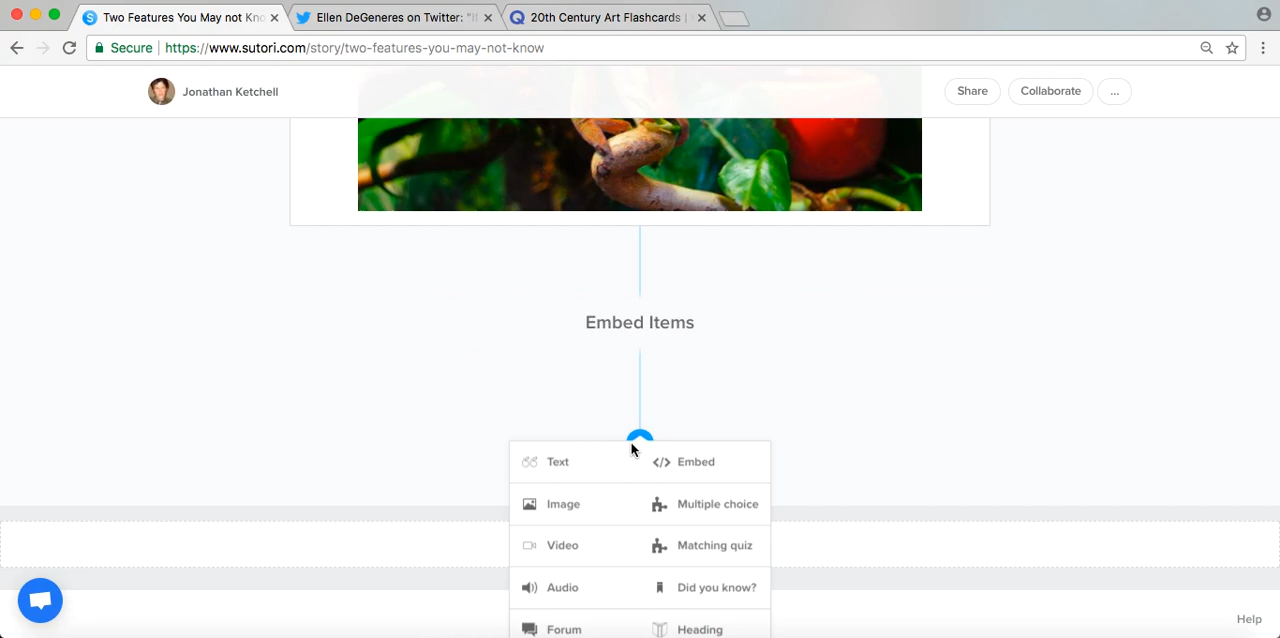 Two Features You May not Kno
Ellen DeGeneres on Twitter: "If
20th Century Art Flashcards |
Secure
https://www.sutori.com/story/two-features-you-may-not-know
Jonathan Ketchell
Share
Collaborate
...
Embed Items
Text
Embed
Image
Multiple choice
Video
Matching quiz
Audio
Did you know?
Forum
Heading
Help